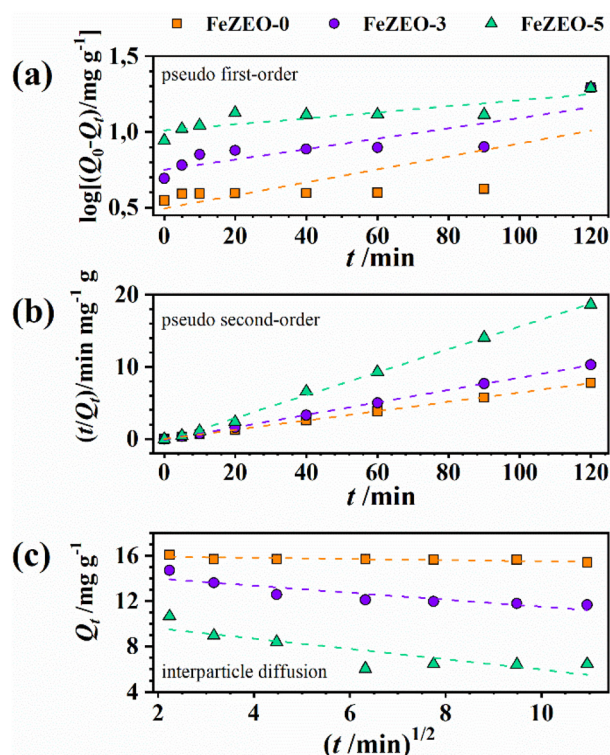 FeZEO-0 FeZEO-3 FeZEO-5
(a)
pseudo first-order
log[(Q0-Qt)/mg g-1]
1,5
1,0
0,5
0 20 40 60 80 100 120
t /min
(b)
pseudo second-order
(t/Qt)/min mg-1 g
20
10
0
0 20 40 60 80 100 120
t /min
(c)
Qt/mg g-1
16
12
8
4
interparticle diffusion
2 4 6 8 10
(t /min)1/2